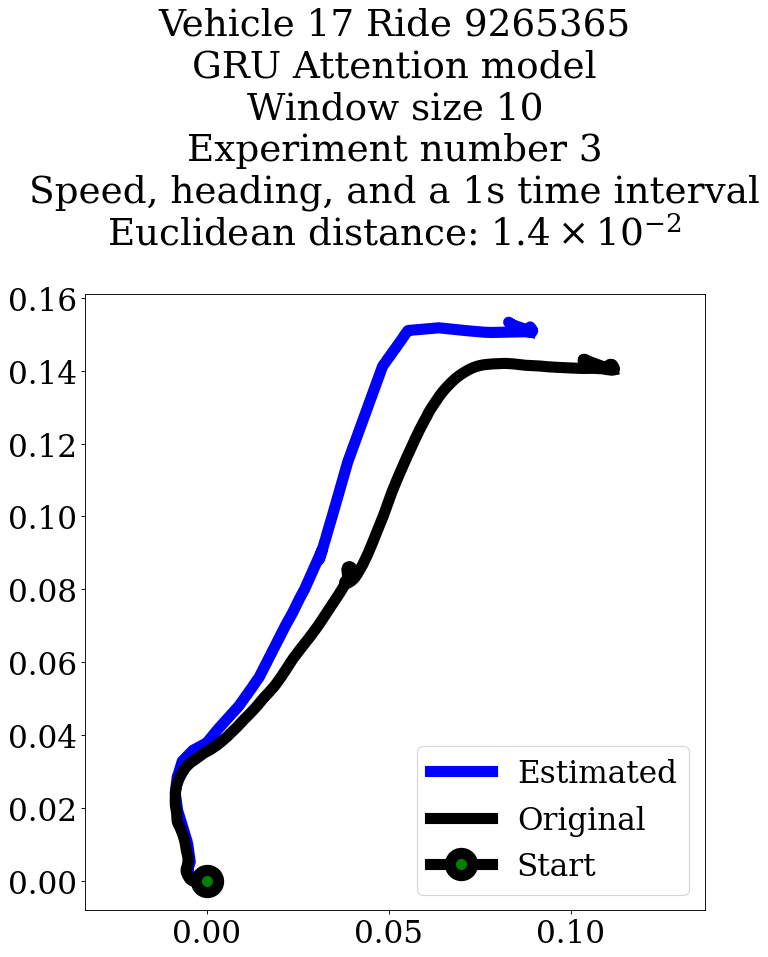 Vehicle 17 Ride 9265365
GRU Attention model
Window size 10
Experiment number 3
Speed, heading, and a 1s time interval
Euclidean distance: 1.4 × 10⁻²
0.16
0.14
0.12
0.10
0.08
0.06
0.04
0.02
0.00
Estimated
Original
Start
0.00 0.05 0.10